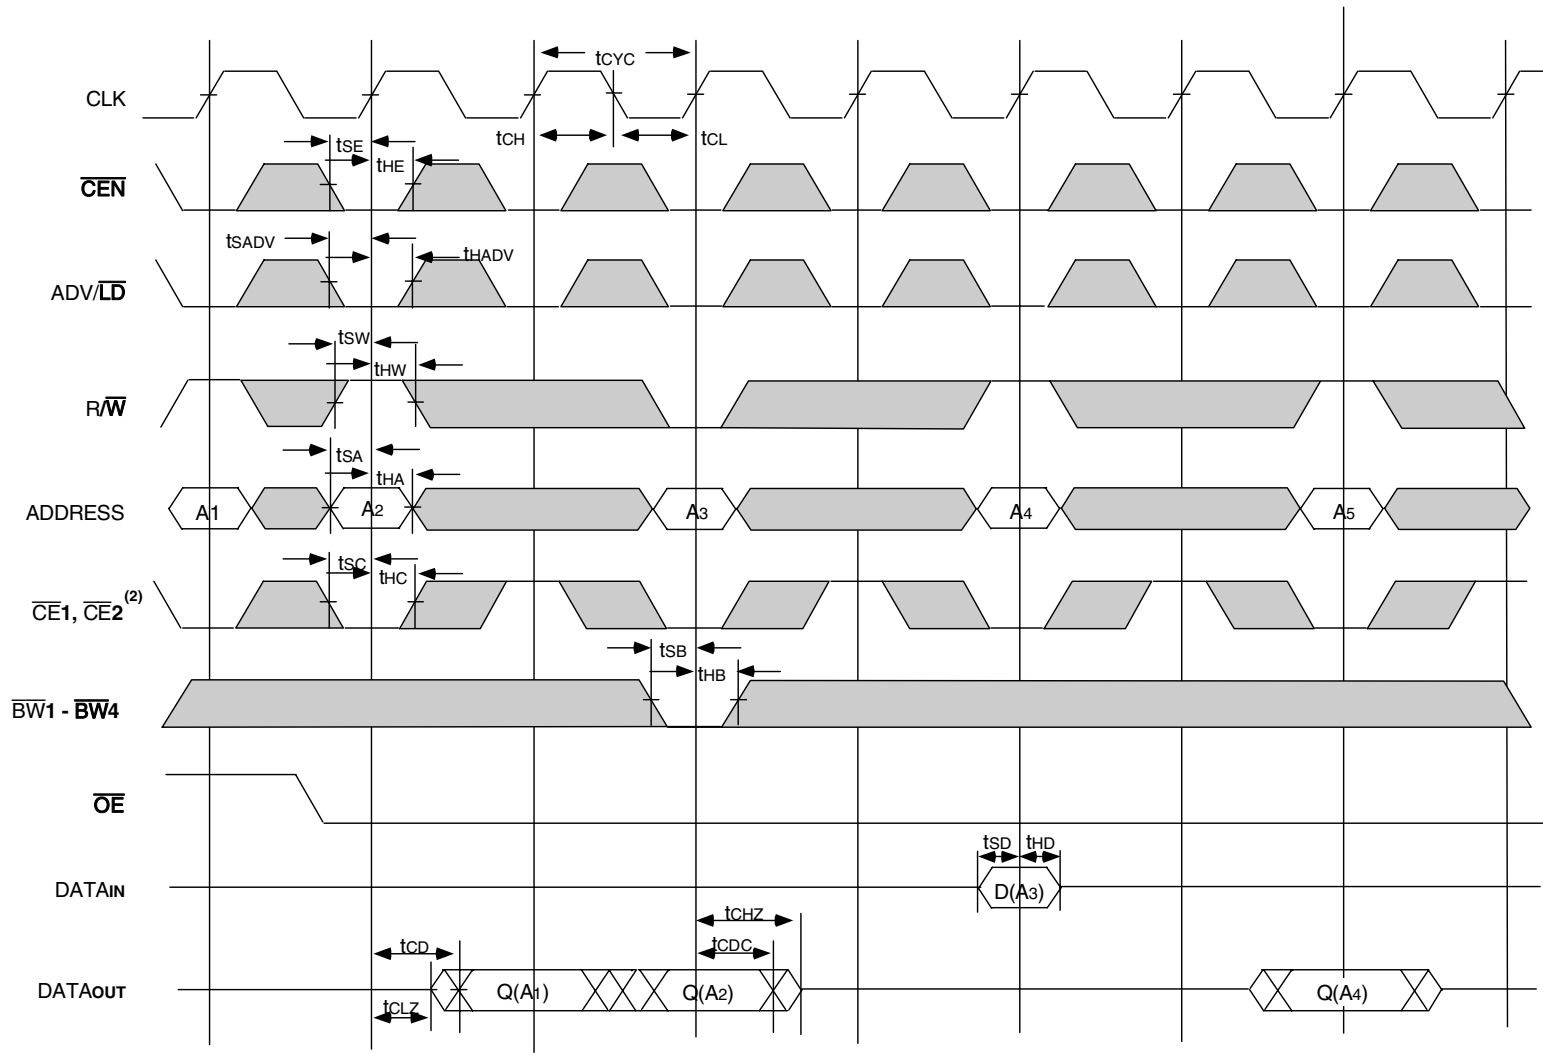 tCYC
CLK
tCH
tCL
tSE
tHE
CEN
tSADV
tHADV
ADV/LD
tSW
tHW
R/W
tSA
tHA
ADDRESS
A1
A2
A3
A4
A5
tSC
tHC
CE1, CE2(2)
tSB
tHB
BW1 - BW4
OE
tSD
tHD
DATAIN
D(A3)
tCHZ
tCD
tCDC
DATAOUT
Q(A1)
Q(A2)
Q(A4)
tCLZ